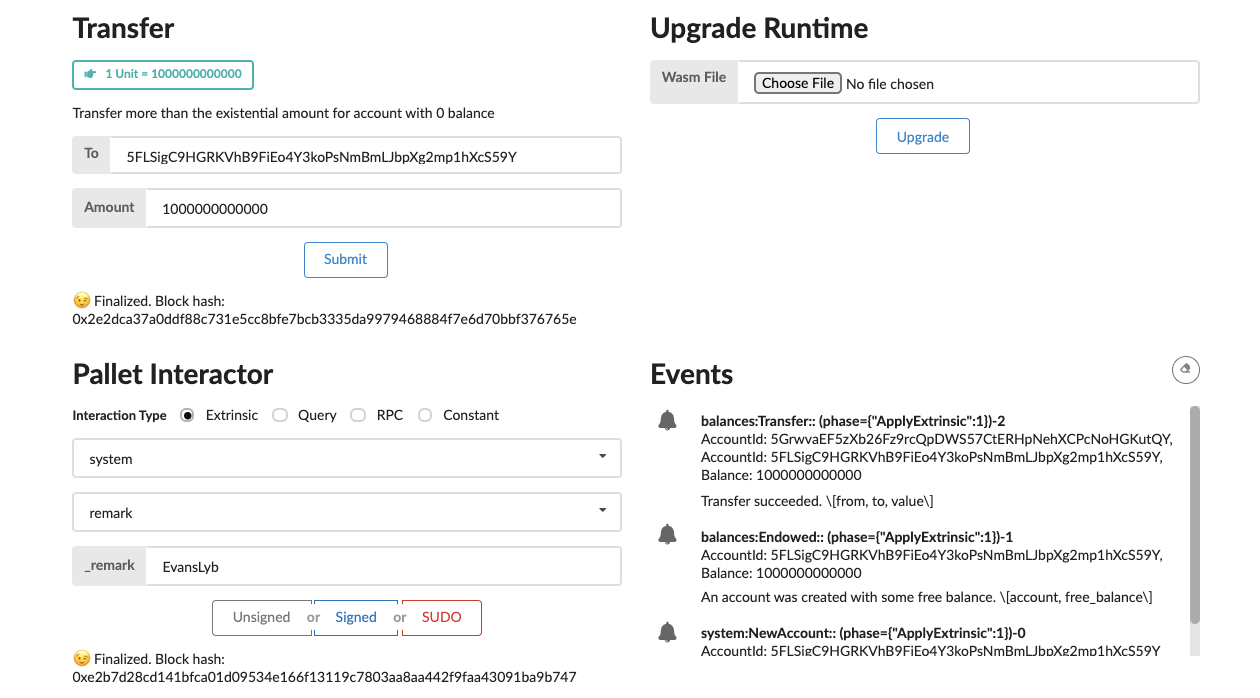 Transfer
1 Unit = 1000000000000
Transfer more than the existential amount for account with 0 balance
To 5FLSigC9HGRKVhB9FiEo4Y3koPsNmBmLJbpXg2mp1hXcS59Y
Amount 1000000000000
Submit
😉 Finalized. Block hash:
0x2e2dca37a0ddf88c731e5cc8bfe7bcb3335da9979468884f7e6d70bbf376765e
Upgrade Runtime
Wasm File Choose File No file chosen
Upgrade
Pallet Interactor
Interaction Type Extrinsic Query RPC Constant
system
remark
_remark EvansLyb
Unsigned or Signed or SUDO
😉 Finalized. Block hash:
0xe2b7d28cd141bfca01d09534e166f13119c7803aa8aa442f9faa43091ba9b747
Events
balances:Transfer:: (phase={"ApplyExtrinsic":1})-2
AccountId: 5GrwvaEF5zXb26Fz9rcQpDWS57CtERHpNehXCPcNoHGKutQY,
AccountId: 5FLSigC9HGRKVhB9FiEo4Y3koPsNmBmLJbpXg2mp1hXcS59Y,
Balance: 1000000000000
Transfer succeeded. \[from, to, value\]
balances:Endowed:: (phase={"ApplyExtrinsic":1})-1
AccountId: 5FLSigC9HGRKVhB9FiEo4Y3koPsNmBmLJbpXg2mp1hXcS59Y,
Balance: 1000000000000
An account was created with some free balance. \[account, free_balance\]
system:NewAccount:: (phase={"ApplyExtrinsic":1})-0
AccountId: 5FLSigC9HGRKVhB9FiEo4Y3koPsNmBmLJbpXg2mp1hXcS59Y